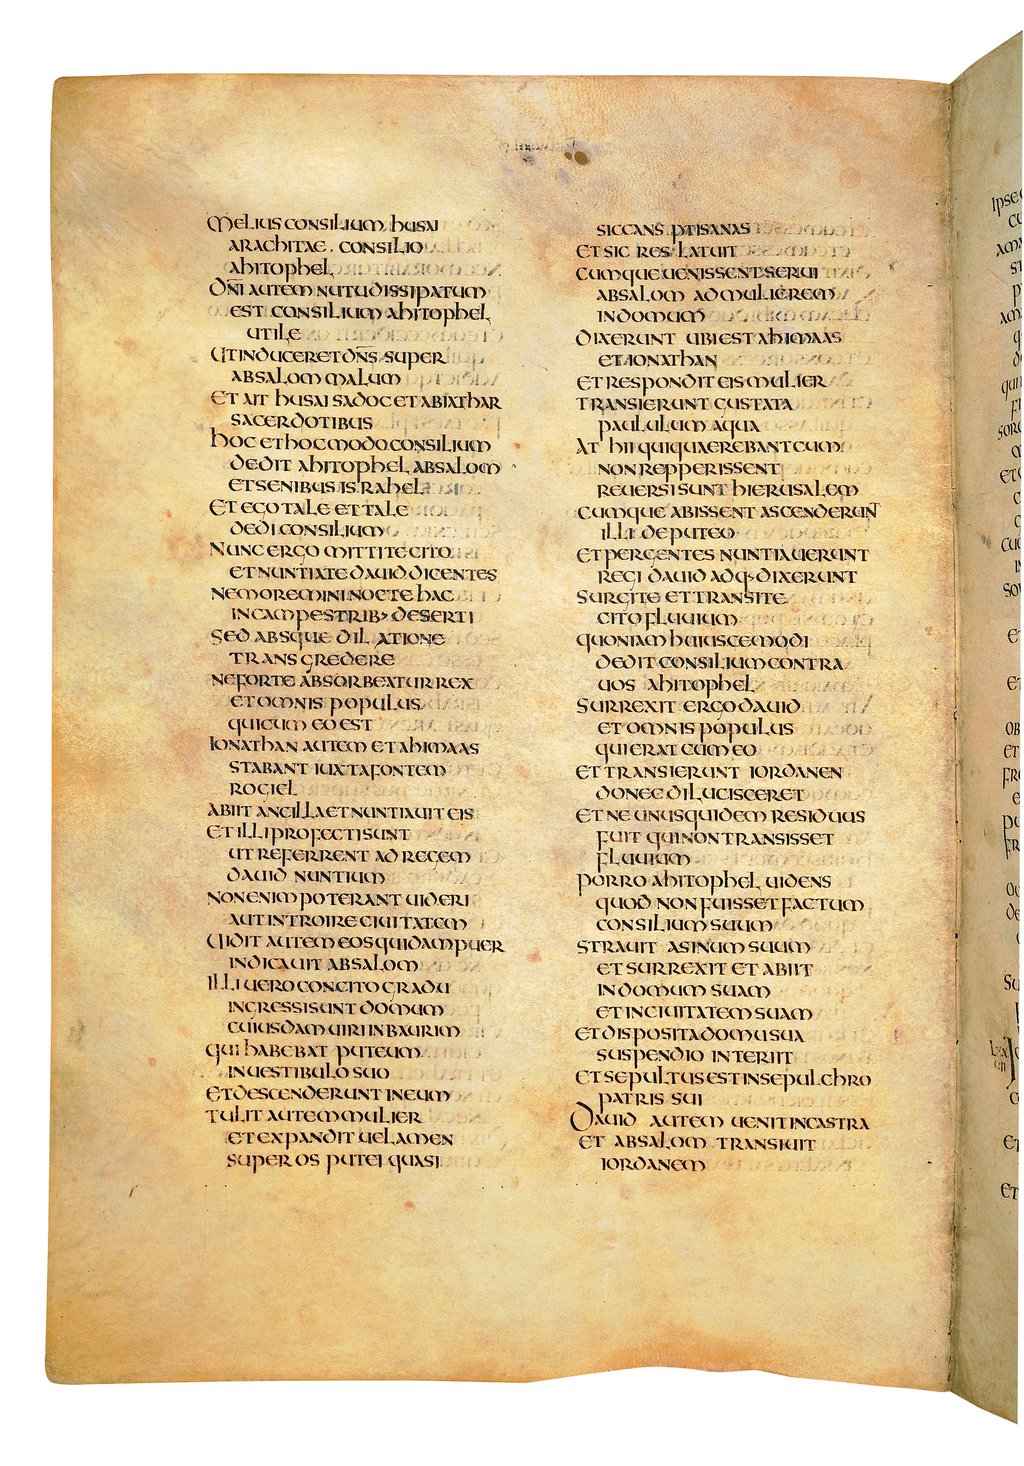 MELIUS CONSILIUM husai
ARAChITAE. CONSILIO
AhITOPhEL
DÑI AUTEM NUTU DISSIPATUM
EST CONSILIUM AhITOPhEL
UTILE
UT INDUCERET DÑS SUPER
ABSALOM MALUM
ET AIT hUSAI SADOC ET ABIAThAR
SACERDOTIBUS
hOC ET hOC MODO CONSILIUM
DEDIT AhITOPhEL ABSALOM
ET SENIBUS ISRAhEL
ET EGO TALE ET TALE
DEDI CONSILIUM
NUNC ERGO MITTITE CITO
ET NUNTIATE DAUID DICENTES
NE MOREMINI NOCTE hAC
IN CAMPESTRIB> DESERTI
SED ABSQUE DILATIONE
TRANSGREDERE
NE FORTE ABSORBEATUR REX
ET OMNIS POPULUS
QUI CUM EO EST
IONAThAN AUTEM ET AhIMAAS
STABANT IUXTA FONTEM
ROGEL
ABIIT ANCILLA ET NUNTIAUIT EIS
ET ILLI PROFECTI SUNT
UT REFERRENT AD REGEM
DAUID NUNTIUM
NON ENIM POTERANT UIDERI
AUT INTROIRE CIUITATEM
UIDIT AUTEM EOS QUIDAM PUER
INDICAUIT ABSALOM
ILLI UERO CONCITO GRADU
INGRESSI SUNT DOMUM
CUIUSDAM UIRI IN BAURIM
QUI hABEBAT PUTEUM
IN UESTIBULO SUO
ET DESCENDERUNT IN EUM
TULIT AUTEM MULIER
ET EXPANDIT UELAMEN
SUPER OS PUTEI QUASI
SICCANS PTISANAS
ET SIC RES LATUIT
CUMQUE UENISSENT SERUI
ABSALOM AD MULIEREM
IN DOMUM
DIXERUNT UBI EST AhIMAAS
ET IONAThAN
ET RESPONDIT EIS MULIER
TRANSIERUNT GUSTATA
PAULULUM AQUA
AT hII QUI QUAEREBANT CUM
NON REPPERISSENT
REUERSI SUNT hIERUSALEM
CUMQUE ABISSENT ASCENDERUÑ
ILLI DE PUTEO
ET PERGENTES NUNTIAUERUNT
REGI DAUID ADQ> DIXERUNT
SURGITE ET TRANSITE
CITO FLUUIUM
QUONIAM hUIUSCEMODI
DEDIT CONSILIUM CONTRA
UOS AhITOPhEL
SURREXIT ERGO DAUID
ET OMNIS POPULUS
QUI ERAT CUM EO
ET TRANSIERUNT IORDANEN
DONEC DILUCISCERET
ET NE UNUS QUIDEM RESIDUUS
FUIT QUI NON TRANSISSET
FLUUIUM
PORRO AhITOPhEL UIDENS
QUOD NON FUISSET FACTUM
CONSILIUM SUUM
STRAUIT ASINUM SUUM
ET SURREXIT ET ABIIT
IN DOMUM SUAM
ET IN CIUITATEM SUAM
ET DISPOSITA DOMU SUA
SUSPENDIO INTERIIT
ET SEPULTUS EST IN SEPULChRO
PATRIS SUI
DAUID AUTEM UENIT IN CASTRA
ET ABSALOM TRANSIUIT
IORDANEM